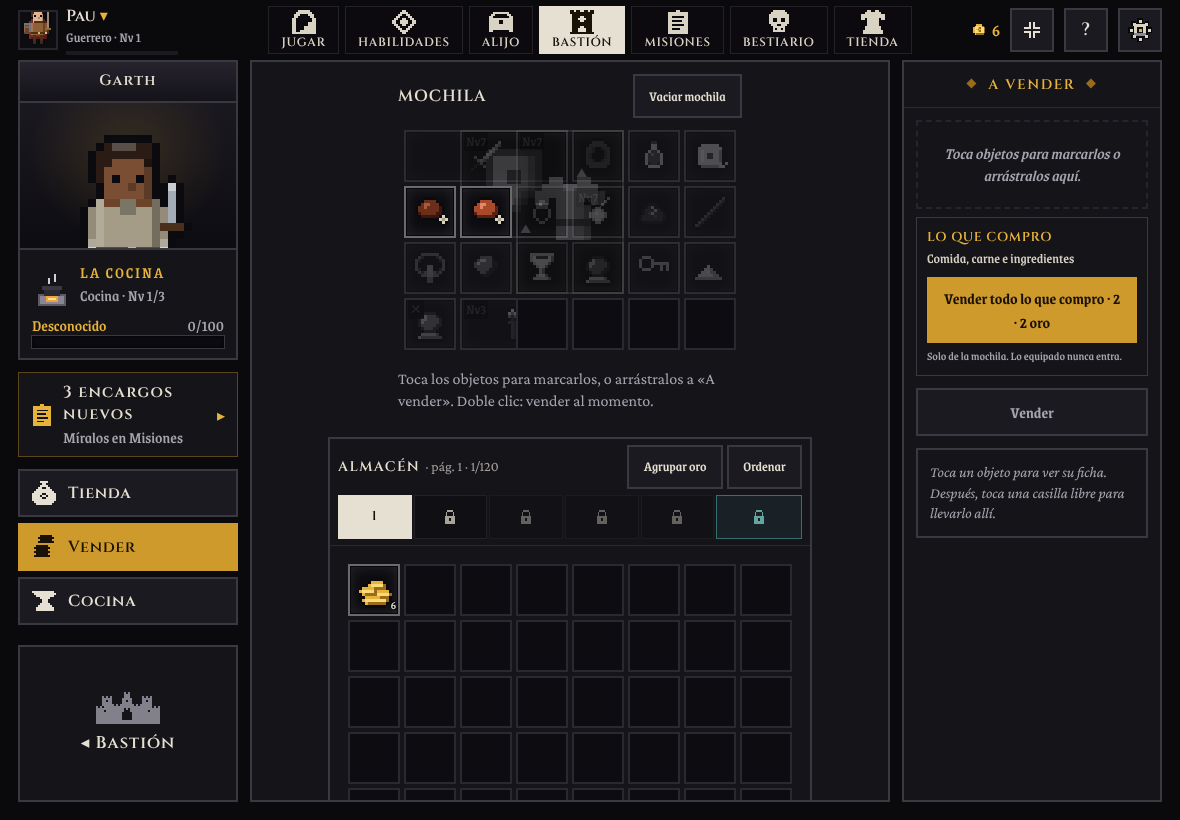 Pau ▾
Guerrero · Nv 1
JUGAR
HABILIDADES
ALIJO
BASTIÓN
MISIONES
BESTIARIO
TIENDA
6
?
Garth
LA COCINA
Cocina · Nv 1/3
Desconocido 0/100
3 ENCARGOS
NUEVOS
Míralos en Misiones
Tienda
Vender
Cocina
◂ Bastión
MOCHILA
Vaciar mochila
Nv7
Nv7
Nv3
Toca los objetos para marcarlos, o arrástralos a «A
vender». Doble clic: vender al momento.
ALMACÉN · pág. 1 · 1/120
Agrupar oro
Ordenar
I
6
A VENDER
Toca objetos para marcarlos o
arrástralos aquí.
LO QUE COMPRO
Comida, carne e ingredientes
Vender todo lo que compro · 2
· 2 oro
Solo de la mochila. Lo equipado nunca entra.
Vender
Toca un objeto para ver su ficha.
Después, toca una casilla libre para
llevarlo allí.